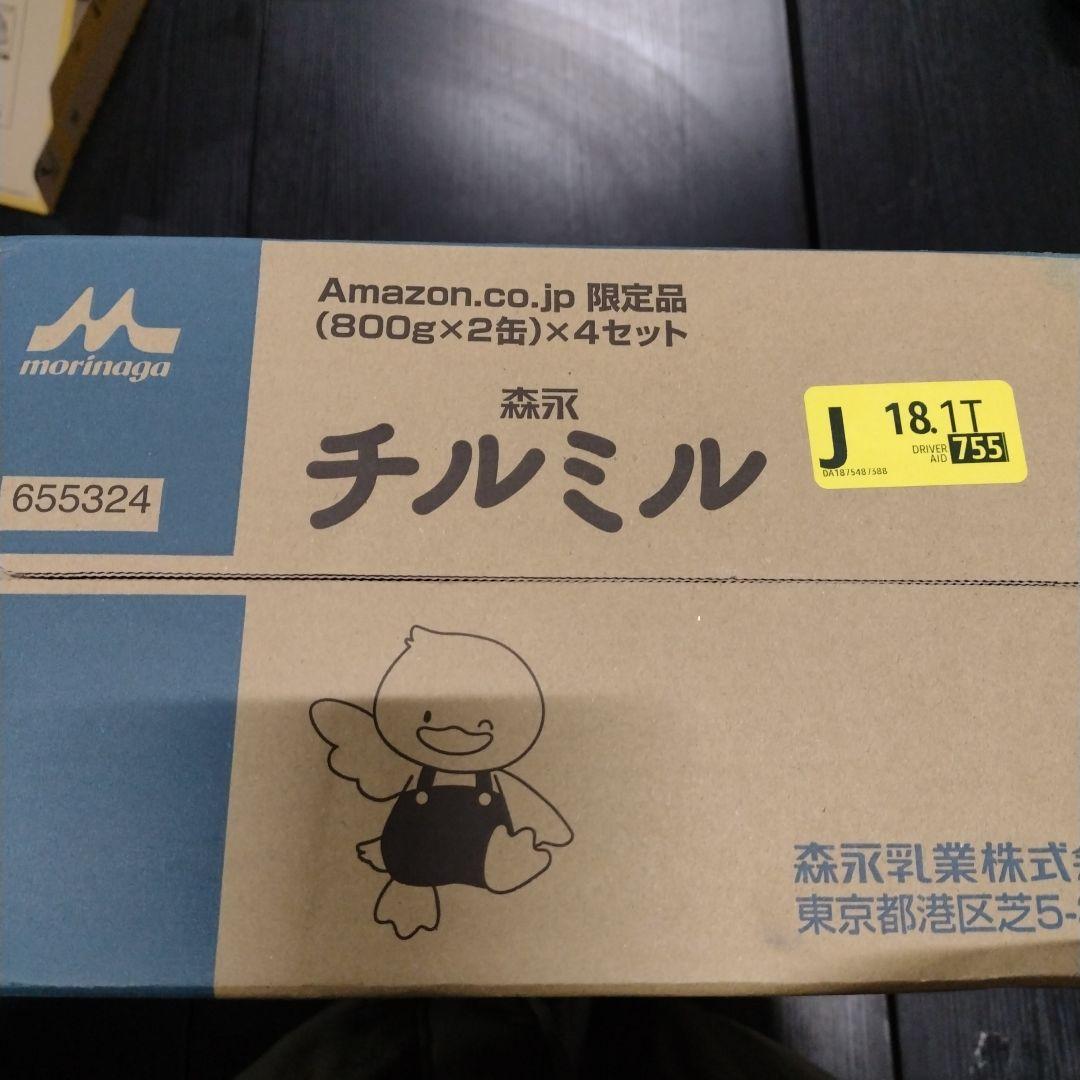 morinaga
655324
Amazon.co.jp 限定品
(800g×2缶)×4セット
森永
チルミル
J 18.1T
DRIVER AID 755
DA1875487388
森永乳業株式
東京都港区芝5-